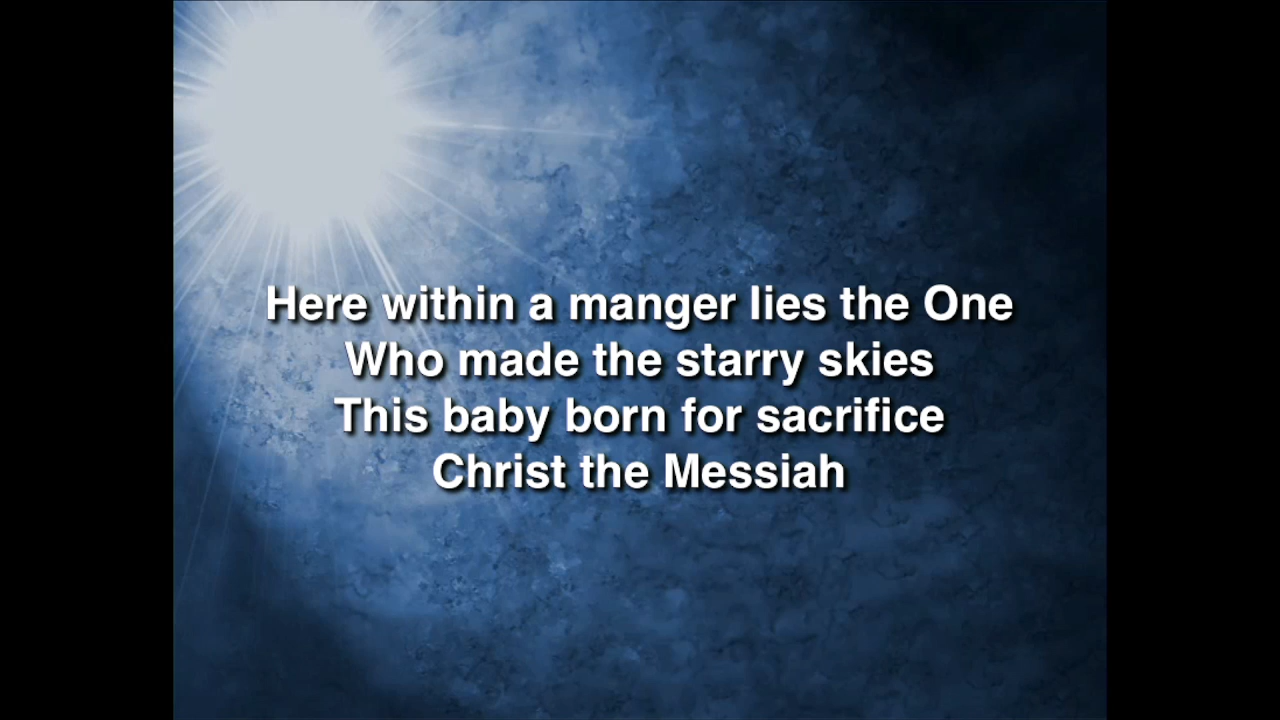 Here within a manger lies the One
Who made the starry skies
This baby born for sacrifice
Christ the Messiah